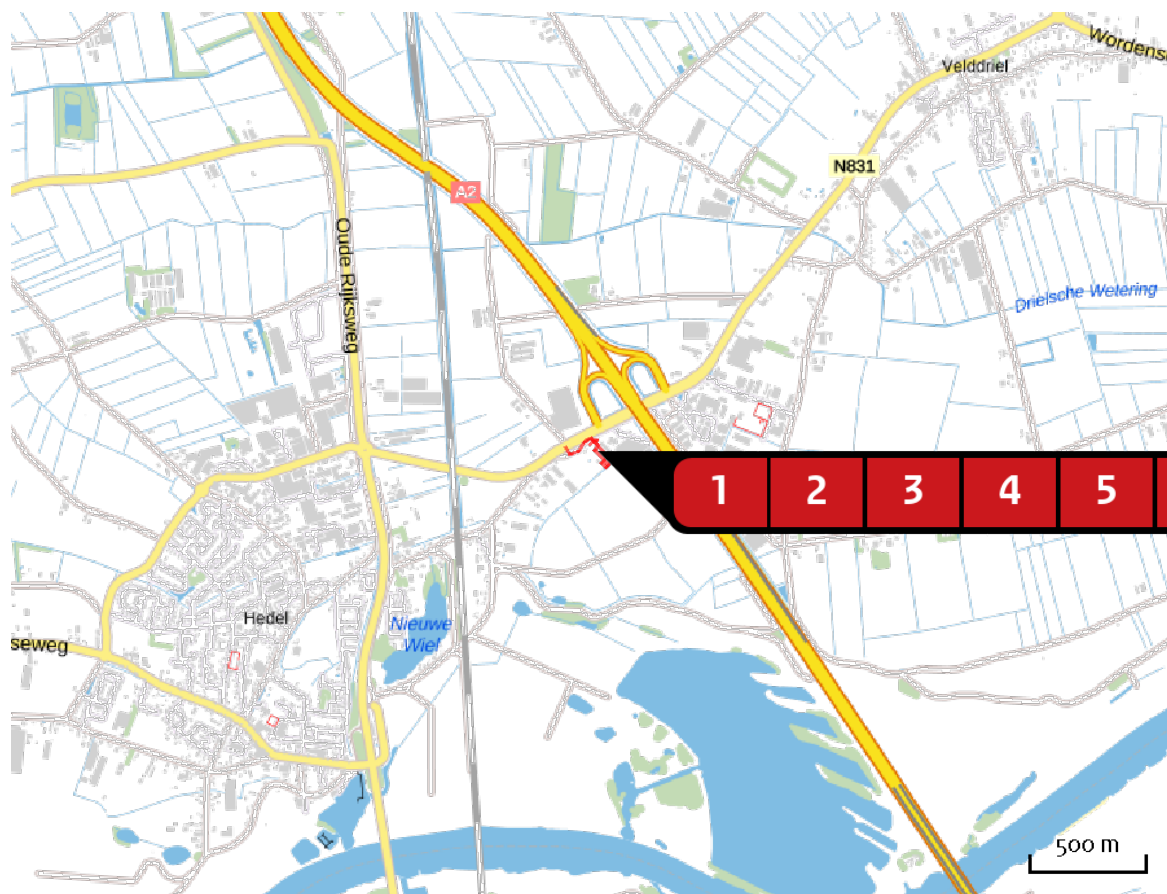 Wordens
Velddriel
N831
A2
Oude Rijksweg
Drielsche Wetering
1 2 3 4 5
Hedel
Nieuwe
Wiel
seweg
500 m